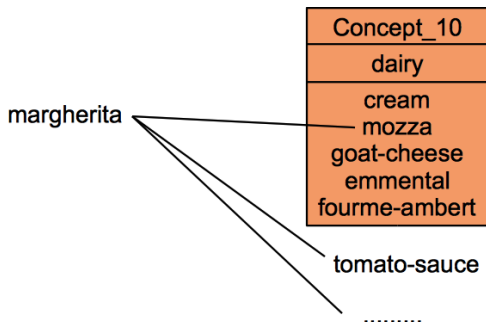 Concept_10
dairy
margherita
cream
mozza
goat-cheese
emmental
fourme-ambert
tomato-sauce
.........